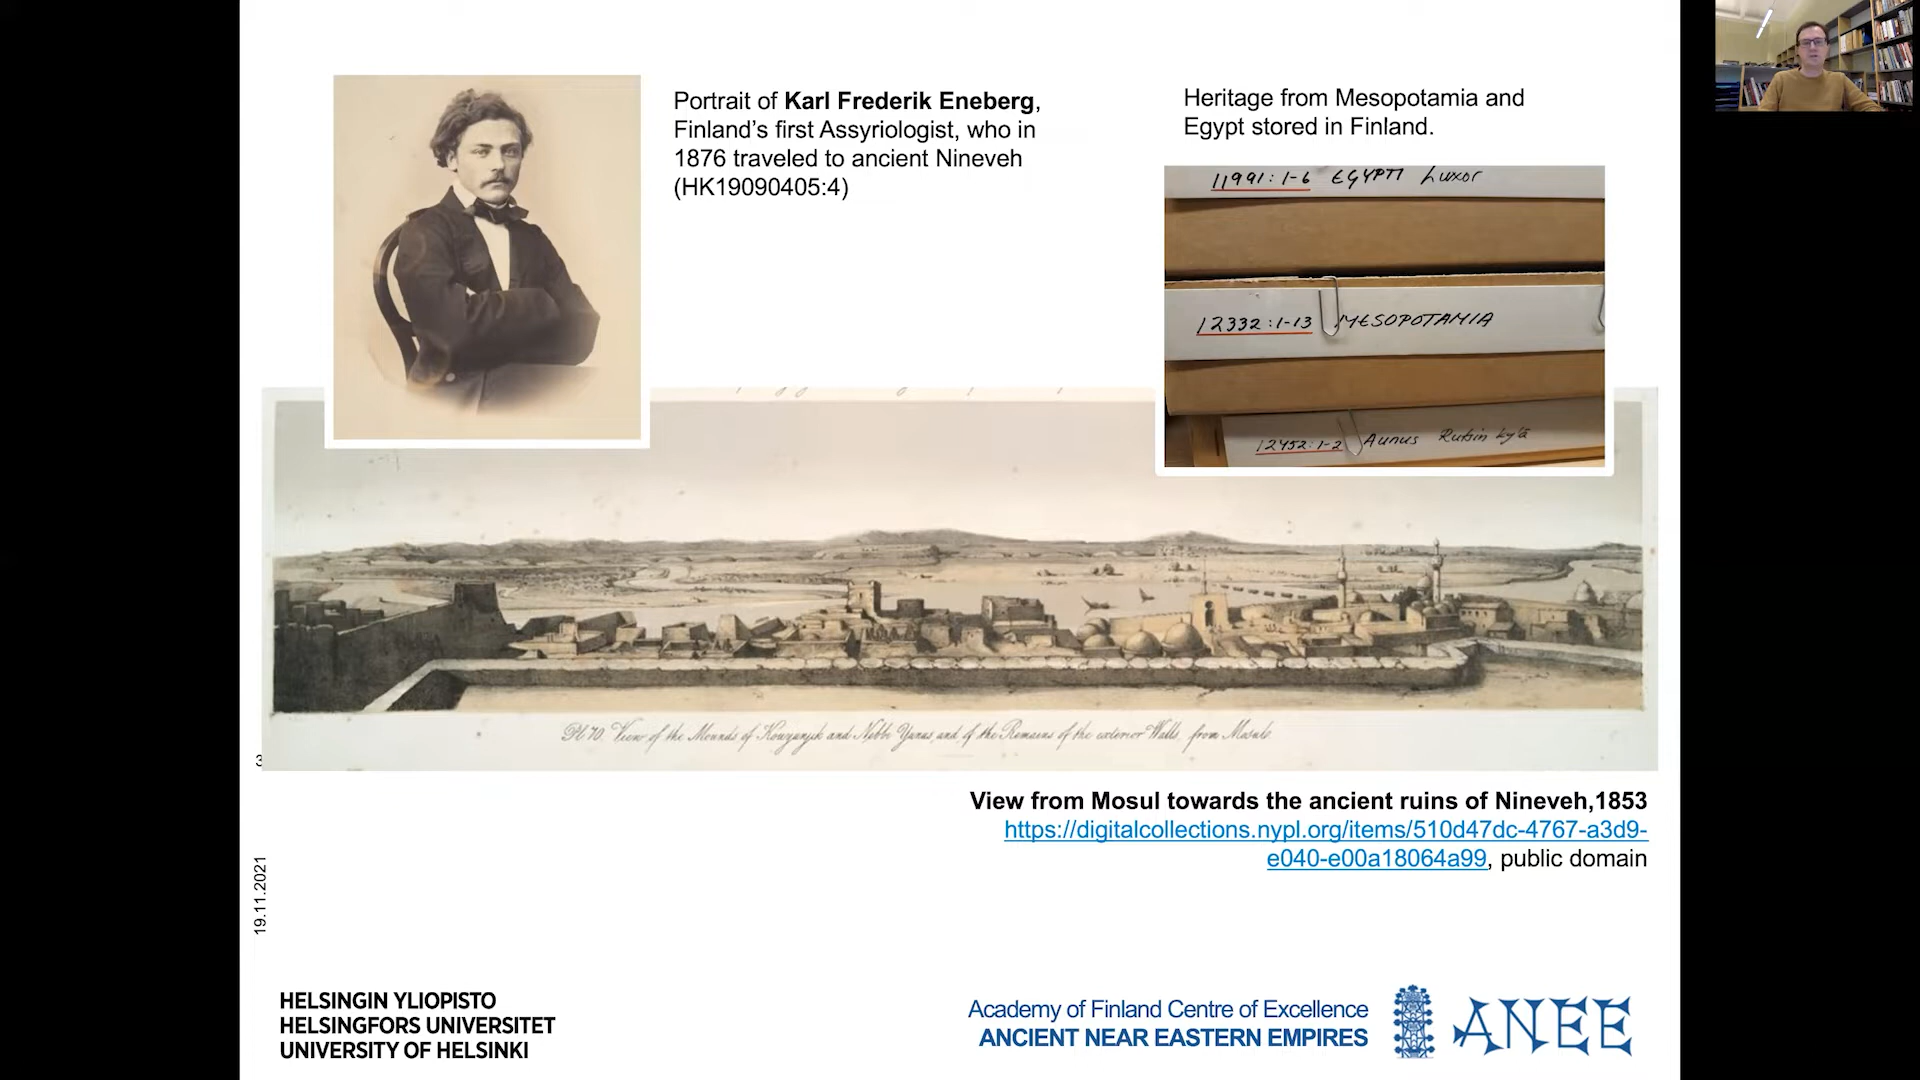 Portrait of Karl Frederik Eneberg,
Finland’s first Assyriologist, who in
1876 traveled to ancient Nineveh
(HK19090405:4)
Heritage from Mesopotamia and
Egypt stored in Finland.
11991:1-6 EGYPTI Luxor
12332:1-13 MESOPOTAMIA
12452:1-2 Aunus
Pl. 70. View of the Mounds of Kouyunjik and Nebbi Yunus, and of the Remains of the exterior Walls, from Mosul.
3
View from Mosul towards the ancient ruins of Nineveh,1853
https://digitalcollections.nypl.org/items/510d47dc-4767-a3d9-
e040-e00a18064a99, public domain
19.11.2021
HELSINGIN YLIOPISTO
HELSINGFORS UNIVERSITET
UNIVERSITY OF HELSINKI
Academy of Finland Centre of Excellence
ANCIENT NEAR EASTERN EMPIRES
ANEE